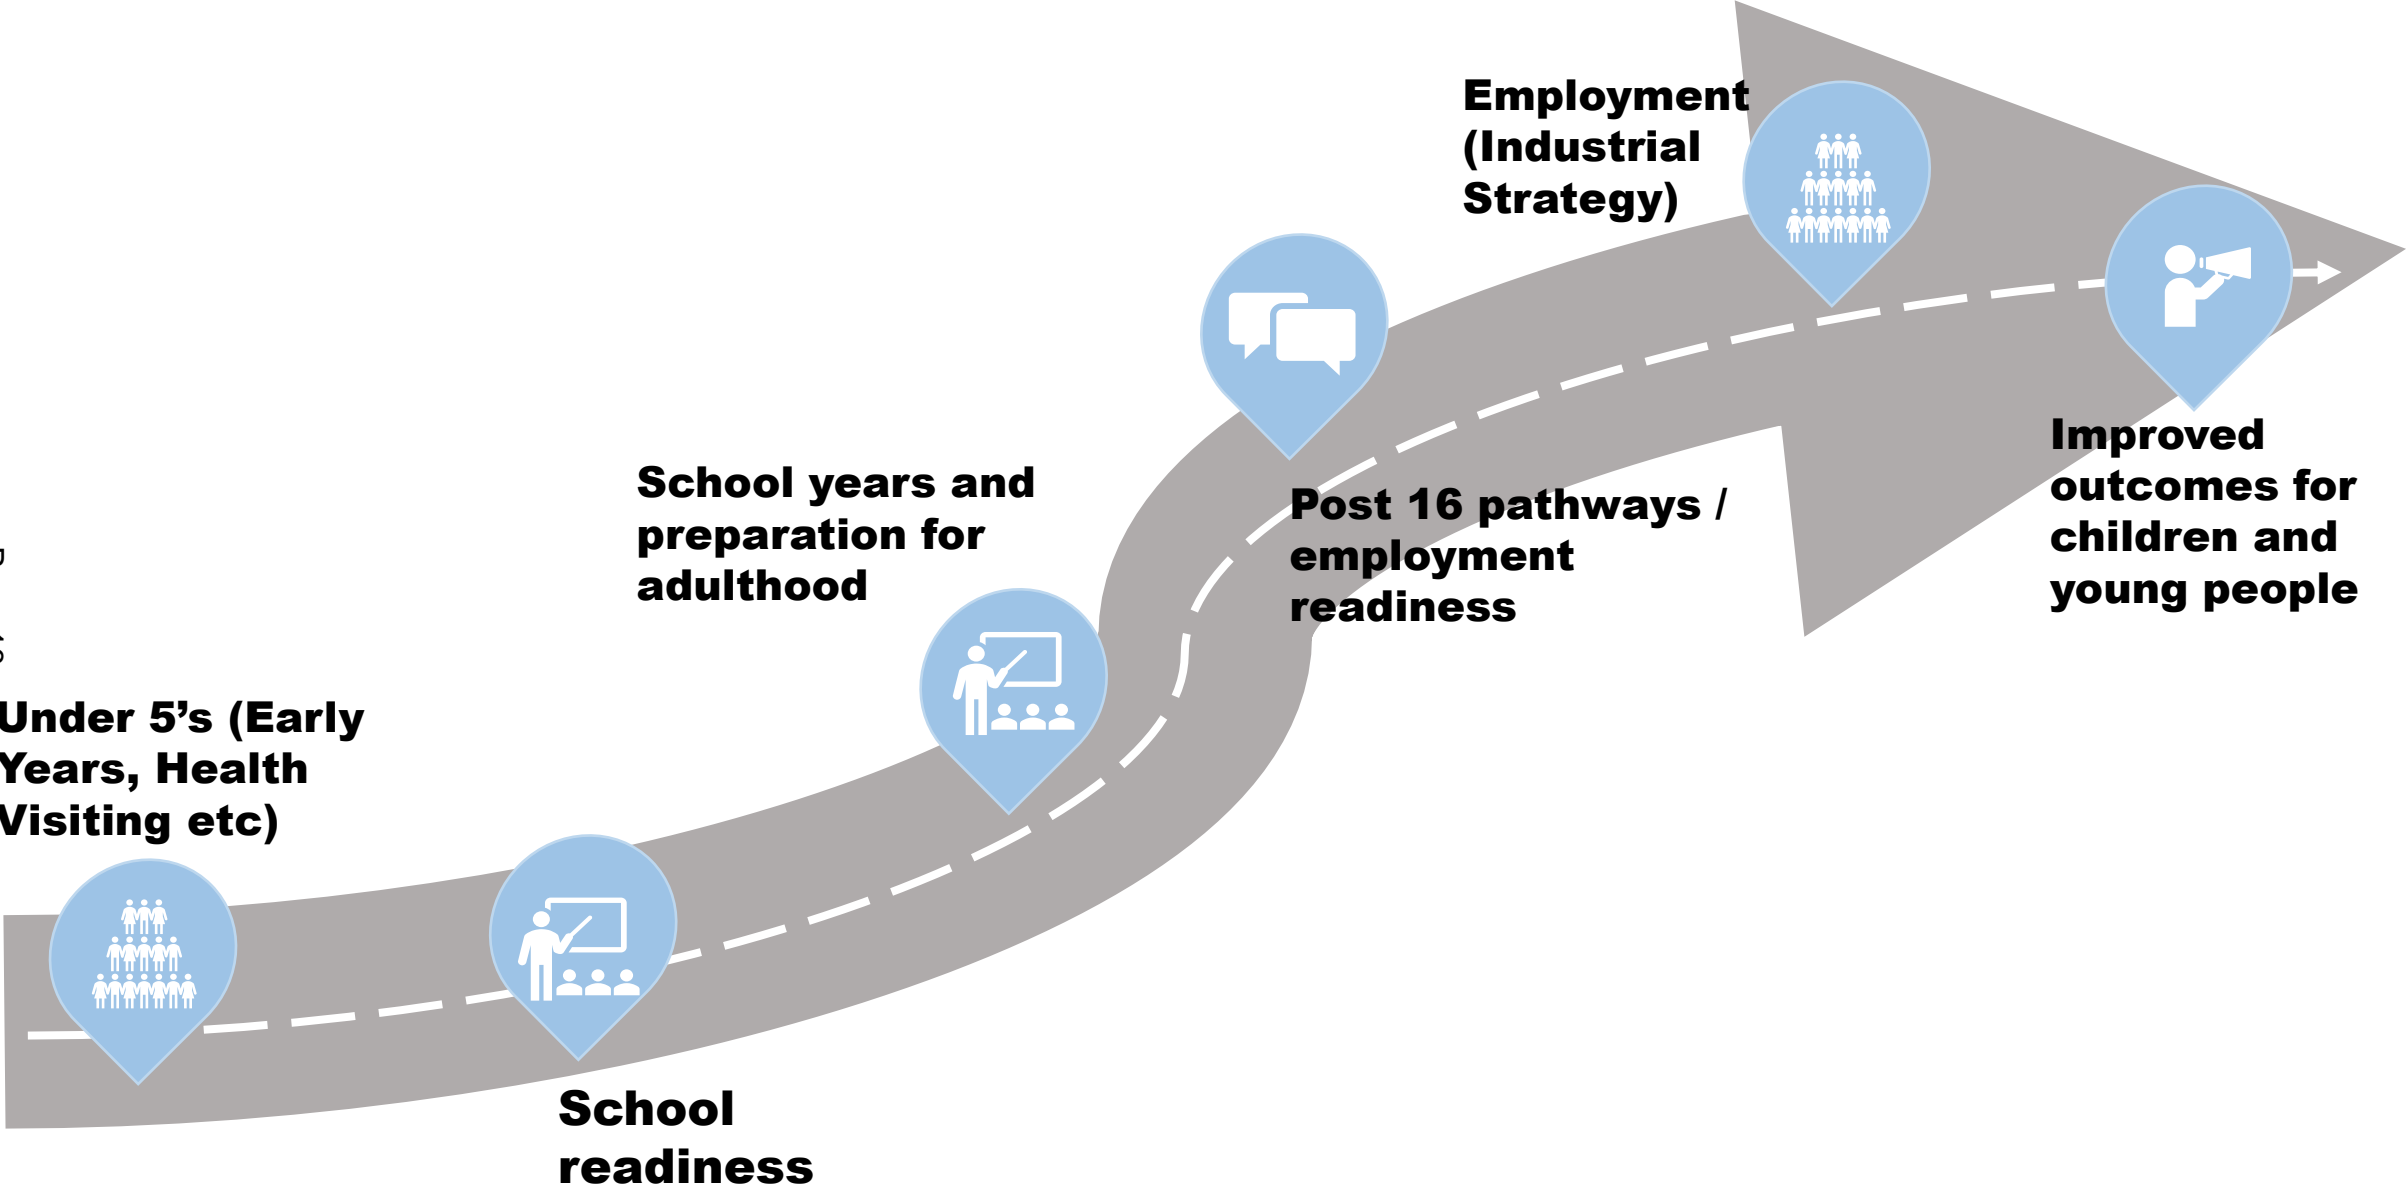 Under 5’s (Early
Years, Health
Visiting etc)
School
readiness
School years and
preparation for
adulthood
Post 16 pathways /
employment
readiness
Employment
(Industrial
Strategy)
Improved
outcomes for
children and
young people